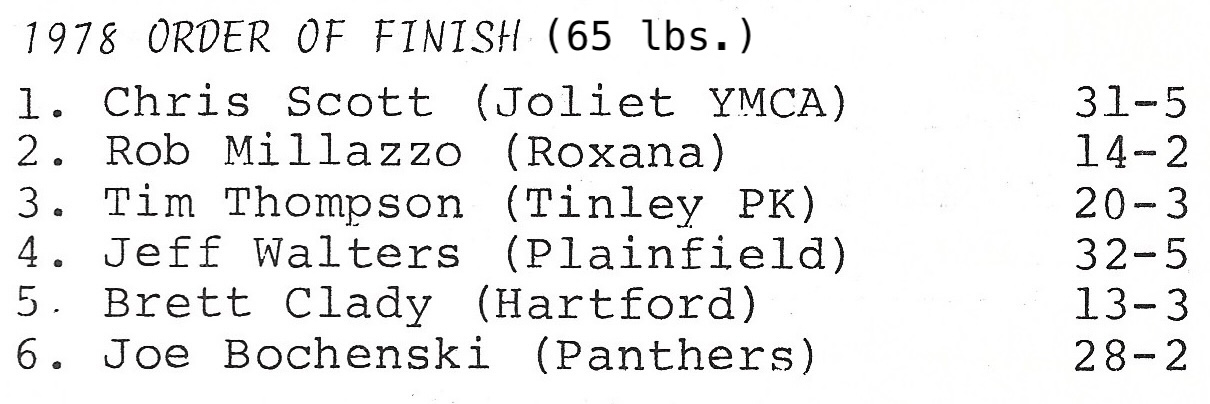 1978 ORDER OF FINISH (65 lbs.)
1. Chris Scott (Joliet YMCA) 31-5
2. Rob Millazzo (Roxana) 14-2
3. Tim Thompson (Tinley PK) 20-3
4. Jeff Walters (Plainfield) 32-5
5. Brett Clady (Hartford) 13-3
6. Joe Bochenski (Panthers) 28-2